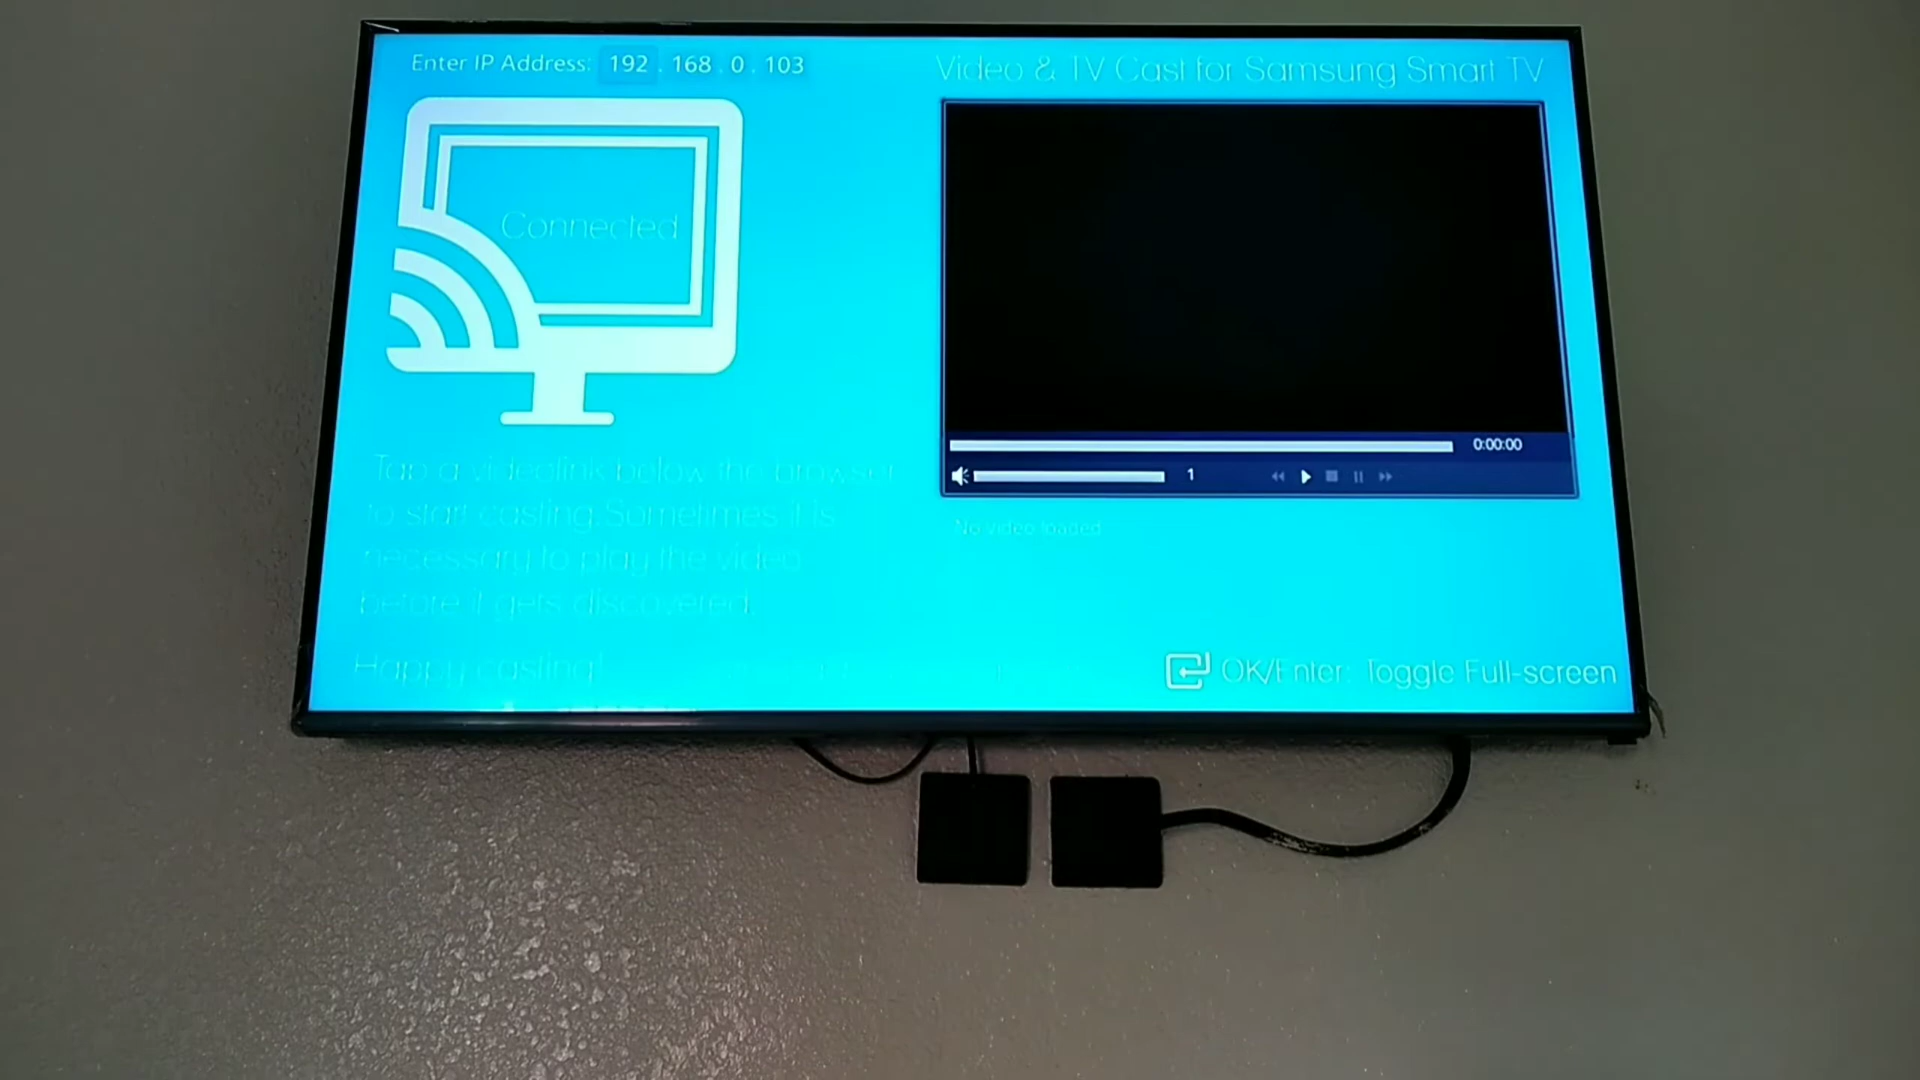 Enter IP Address: 192 . 168 . 0 . 103
Video & TV Cast for Samsung Smart TV
Connected
0:00:00
1
Tap a videolink below the browser
to start casting. Sometimes it is
necessary to play the video
before it gets discovered.
Happy casting!
No video loaded
OK/Enter: Toggle Full-screen